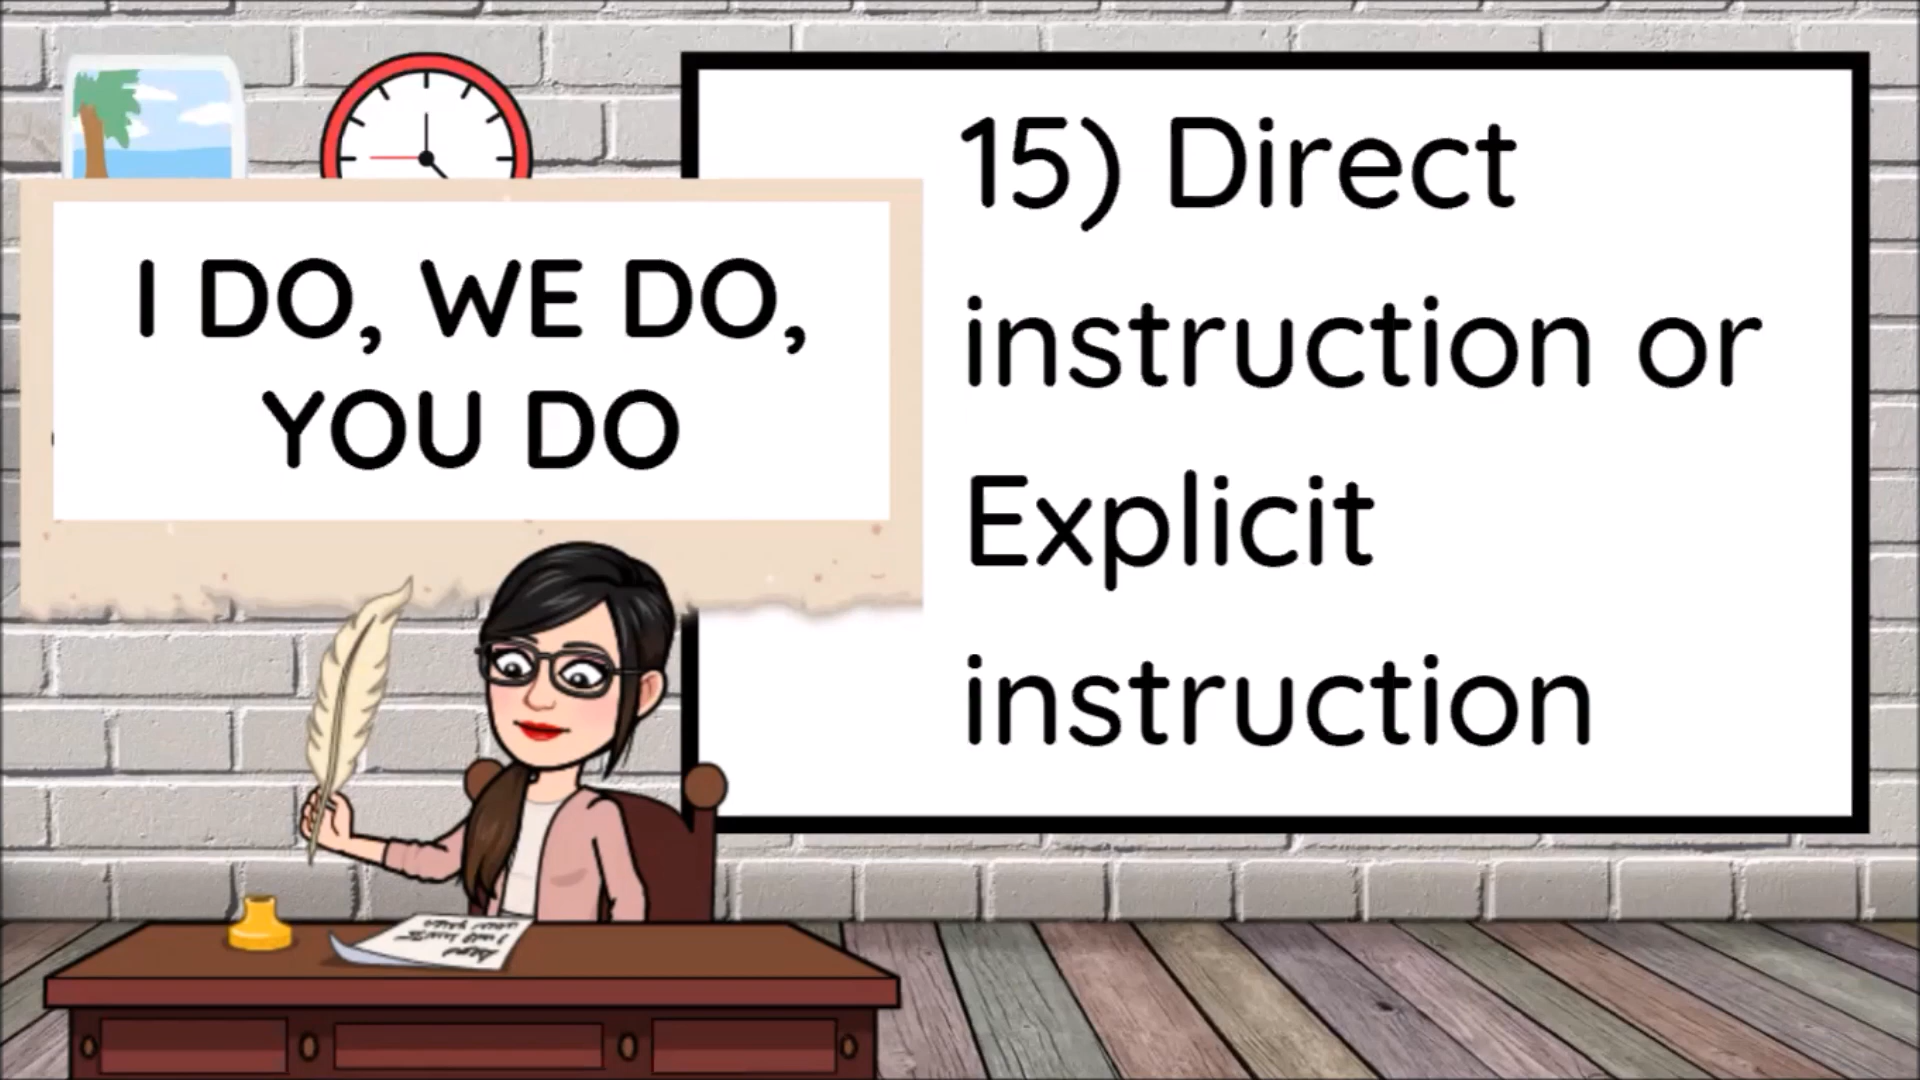 I DO, WE DO,
YOU DO
15) Direct
instruction or
Explicit
instruction